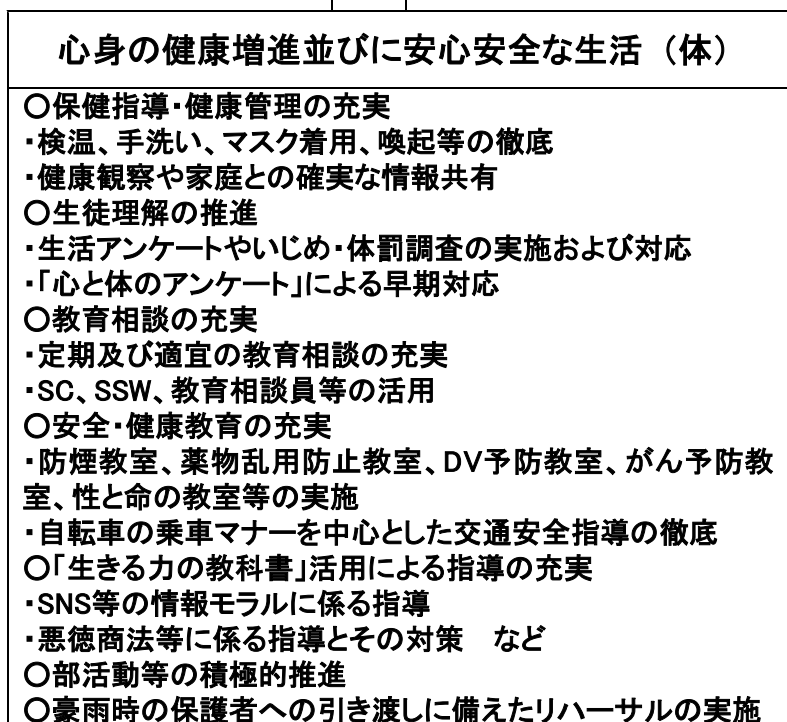 心身の健康増進並びに安心安全な生活（体）
〇保健指導・健康管理の充実
・検温、手洗い、マスク着用、喚起等の徹底
・健康観察や家庭との確実な情報共有
〇生徒理解の推進
・生活アンケートやいじめ・体罰調査の実施および対応
・「心と体のアンケート」による早期対応
〇教育相談の充実
・定期及び適宜の教育相談の充実
・SC、SSW、教育相談員等の活用
〇安全・健康教育の充実
・防煙教室、薬物乱用防止教室、DV予防教室、がん予防教
室、性と命の教室等の実施
・自転車の乗車マナーを中心とした交通安全指導の徹底
〇「生きる力の教科書」活用による指導の充実
・SNS等の情報モラルに係る指導
・悪徳商法等に係る指導とその対策　など
〇部活動等の積極的推進
〇豪雨時の保護者への引き渡しに備えたリハーサルの実施